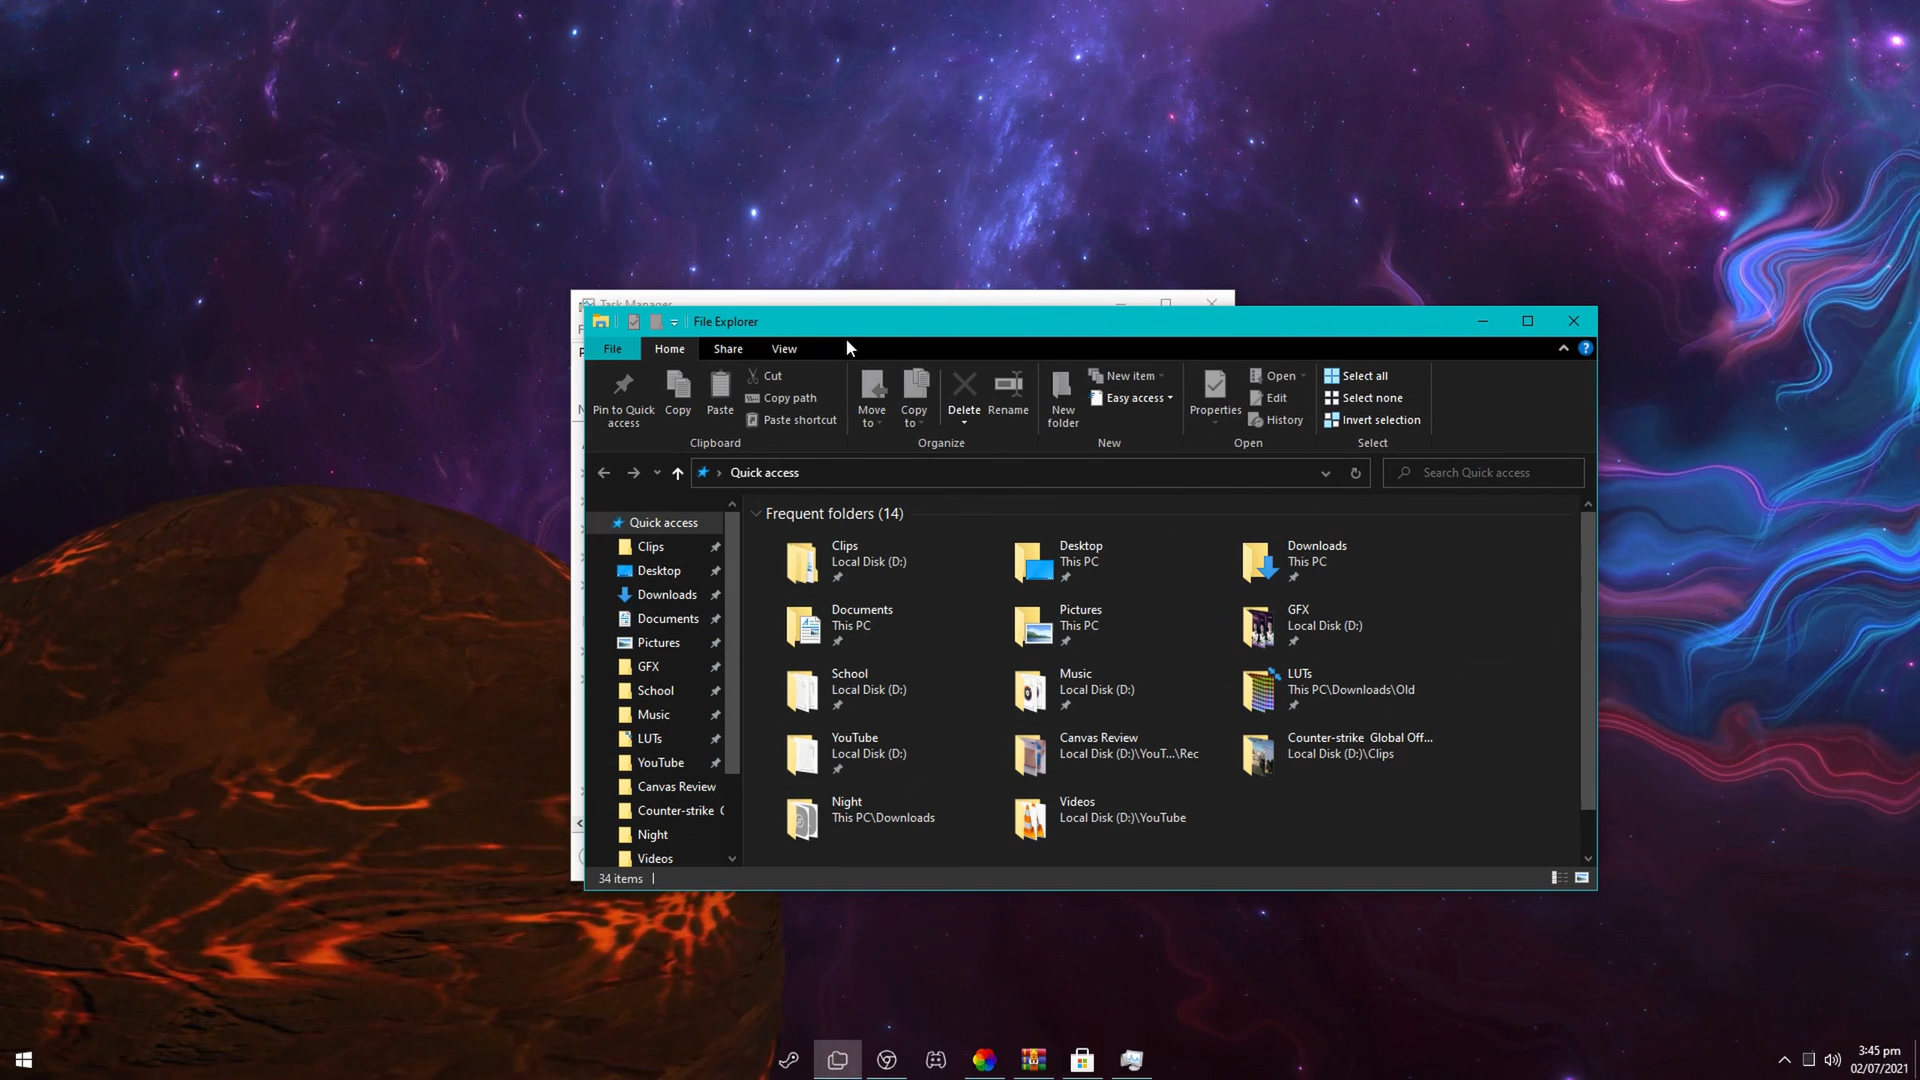 Task Manager
File Explorer
File
Home
Share
View
Pin to Quick
access
Copy
Paste
Cut
Copy path
Paste shortcut
Clipboard
Move
to
Copy
to
Delete
Rename
Organize
New
folder
New item
Easy access
New
Properties
Open
Edit
History
Open
Select all
Select none
Invert selection
Select
Quick access
Search Quick access
Quick access
Clips
Desktop
Downloads
Documents
Pictures
GFX
School
Music
LUTs
YouTube
Canvas Review
Counter-strike
Night
Videos
Frequent folders (14)
Clips
Local Disk (D:)
Desktop
This PC
Downloads
This PC
Documents
This PC
Pictures
This PC
GFX
Local Disk (D:)
School
Local Disk (D:)
Music
Local Disk (D:)
LUTs
This PC\Downloads\Old
YouTube
Local Disk (D:)
Canvas Review
Local Disk (D:)\YouT...\Rec
Counter-strike Global Off...
Local Disk (D:)\Clips
Night
This PC\Downloads
Videos
Local Disk (D:)\YouTube
34 items
3:45 pm
02/07/2021